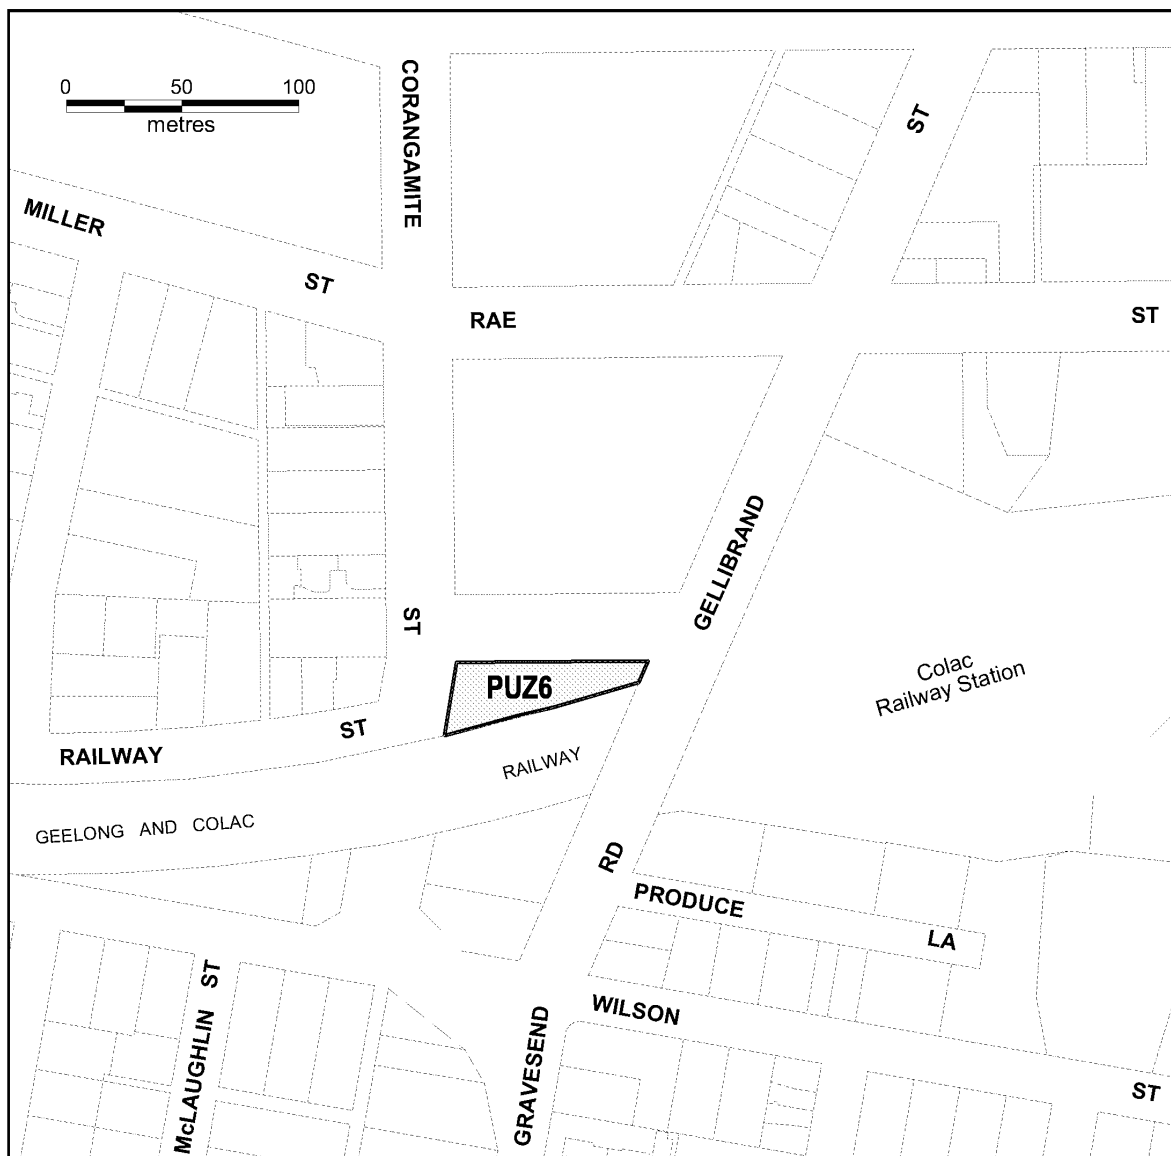 CORANGAMITE
0 50 100
metres
ST
MILLER
ST
RAE
ST
GELLIBRAND
ST
Colac
Railway Station
PUZ6
ST
RAILWAY
RAILWAY
GEELONG AND COLAC
RD
PRODUCE
LA
McLAUGHLIN ST
GRAVESEND
WILSON
ST